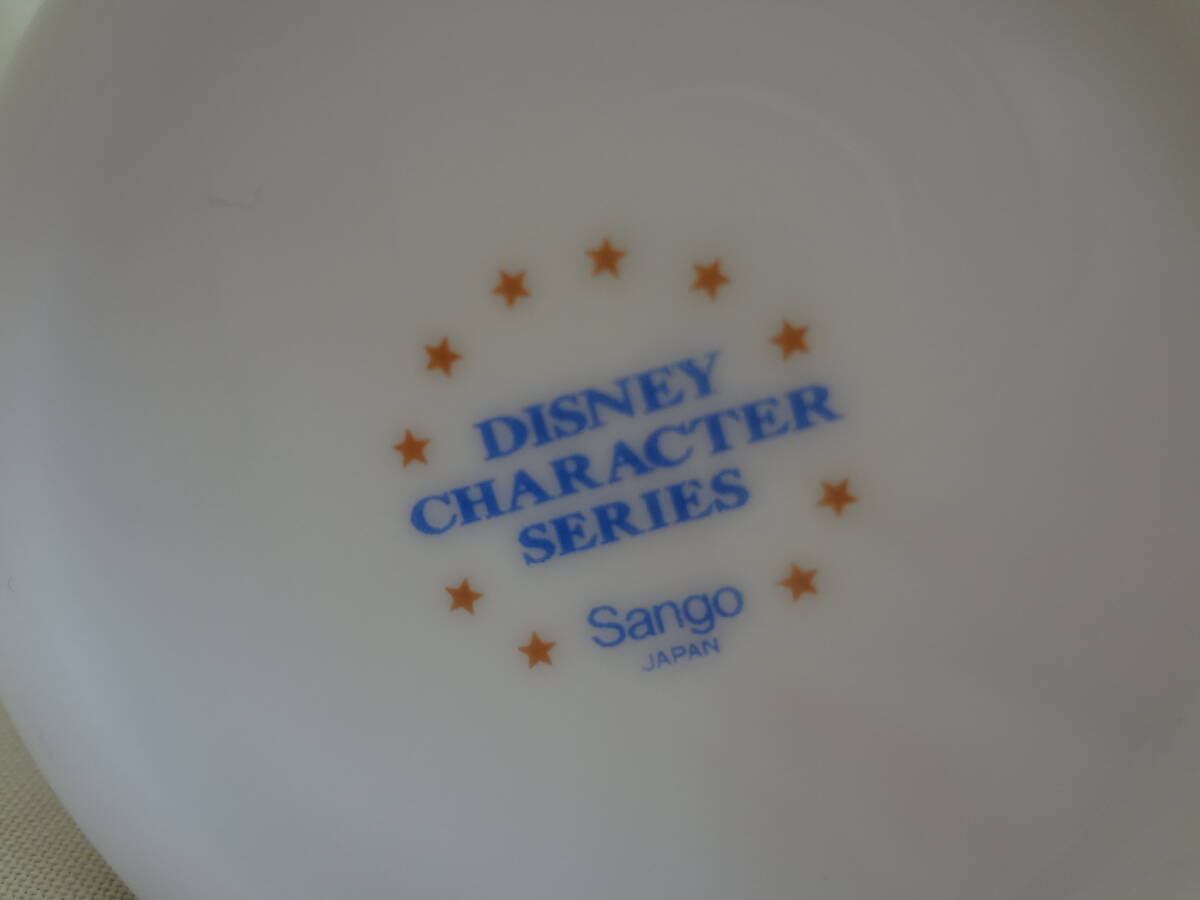 DISNEY
CHARACTER
SERIES
Sango
JAPAN